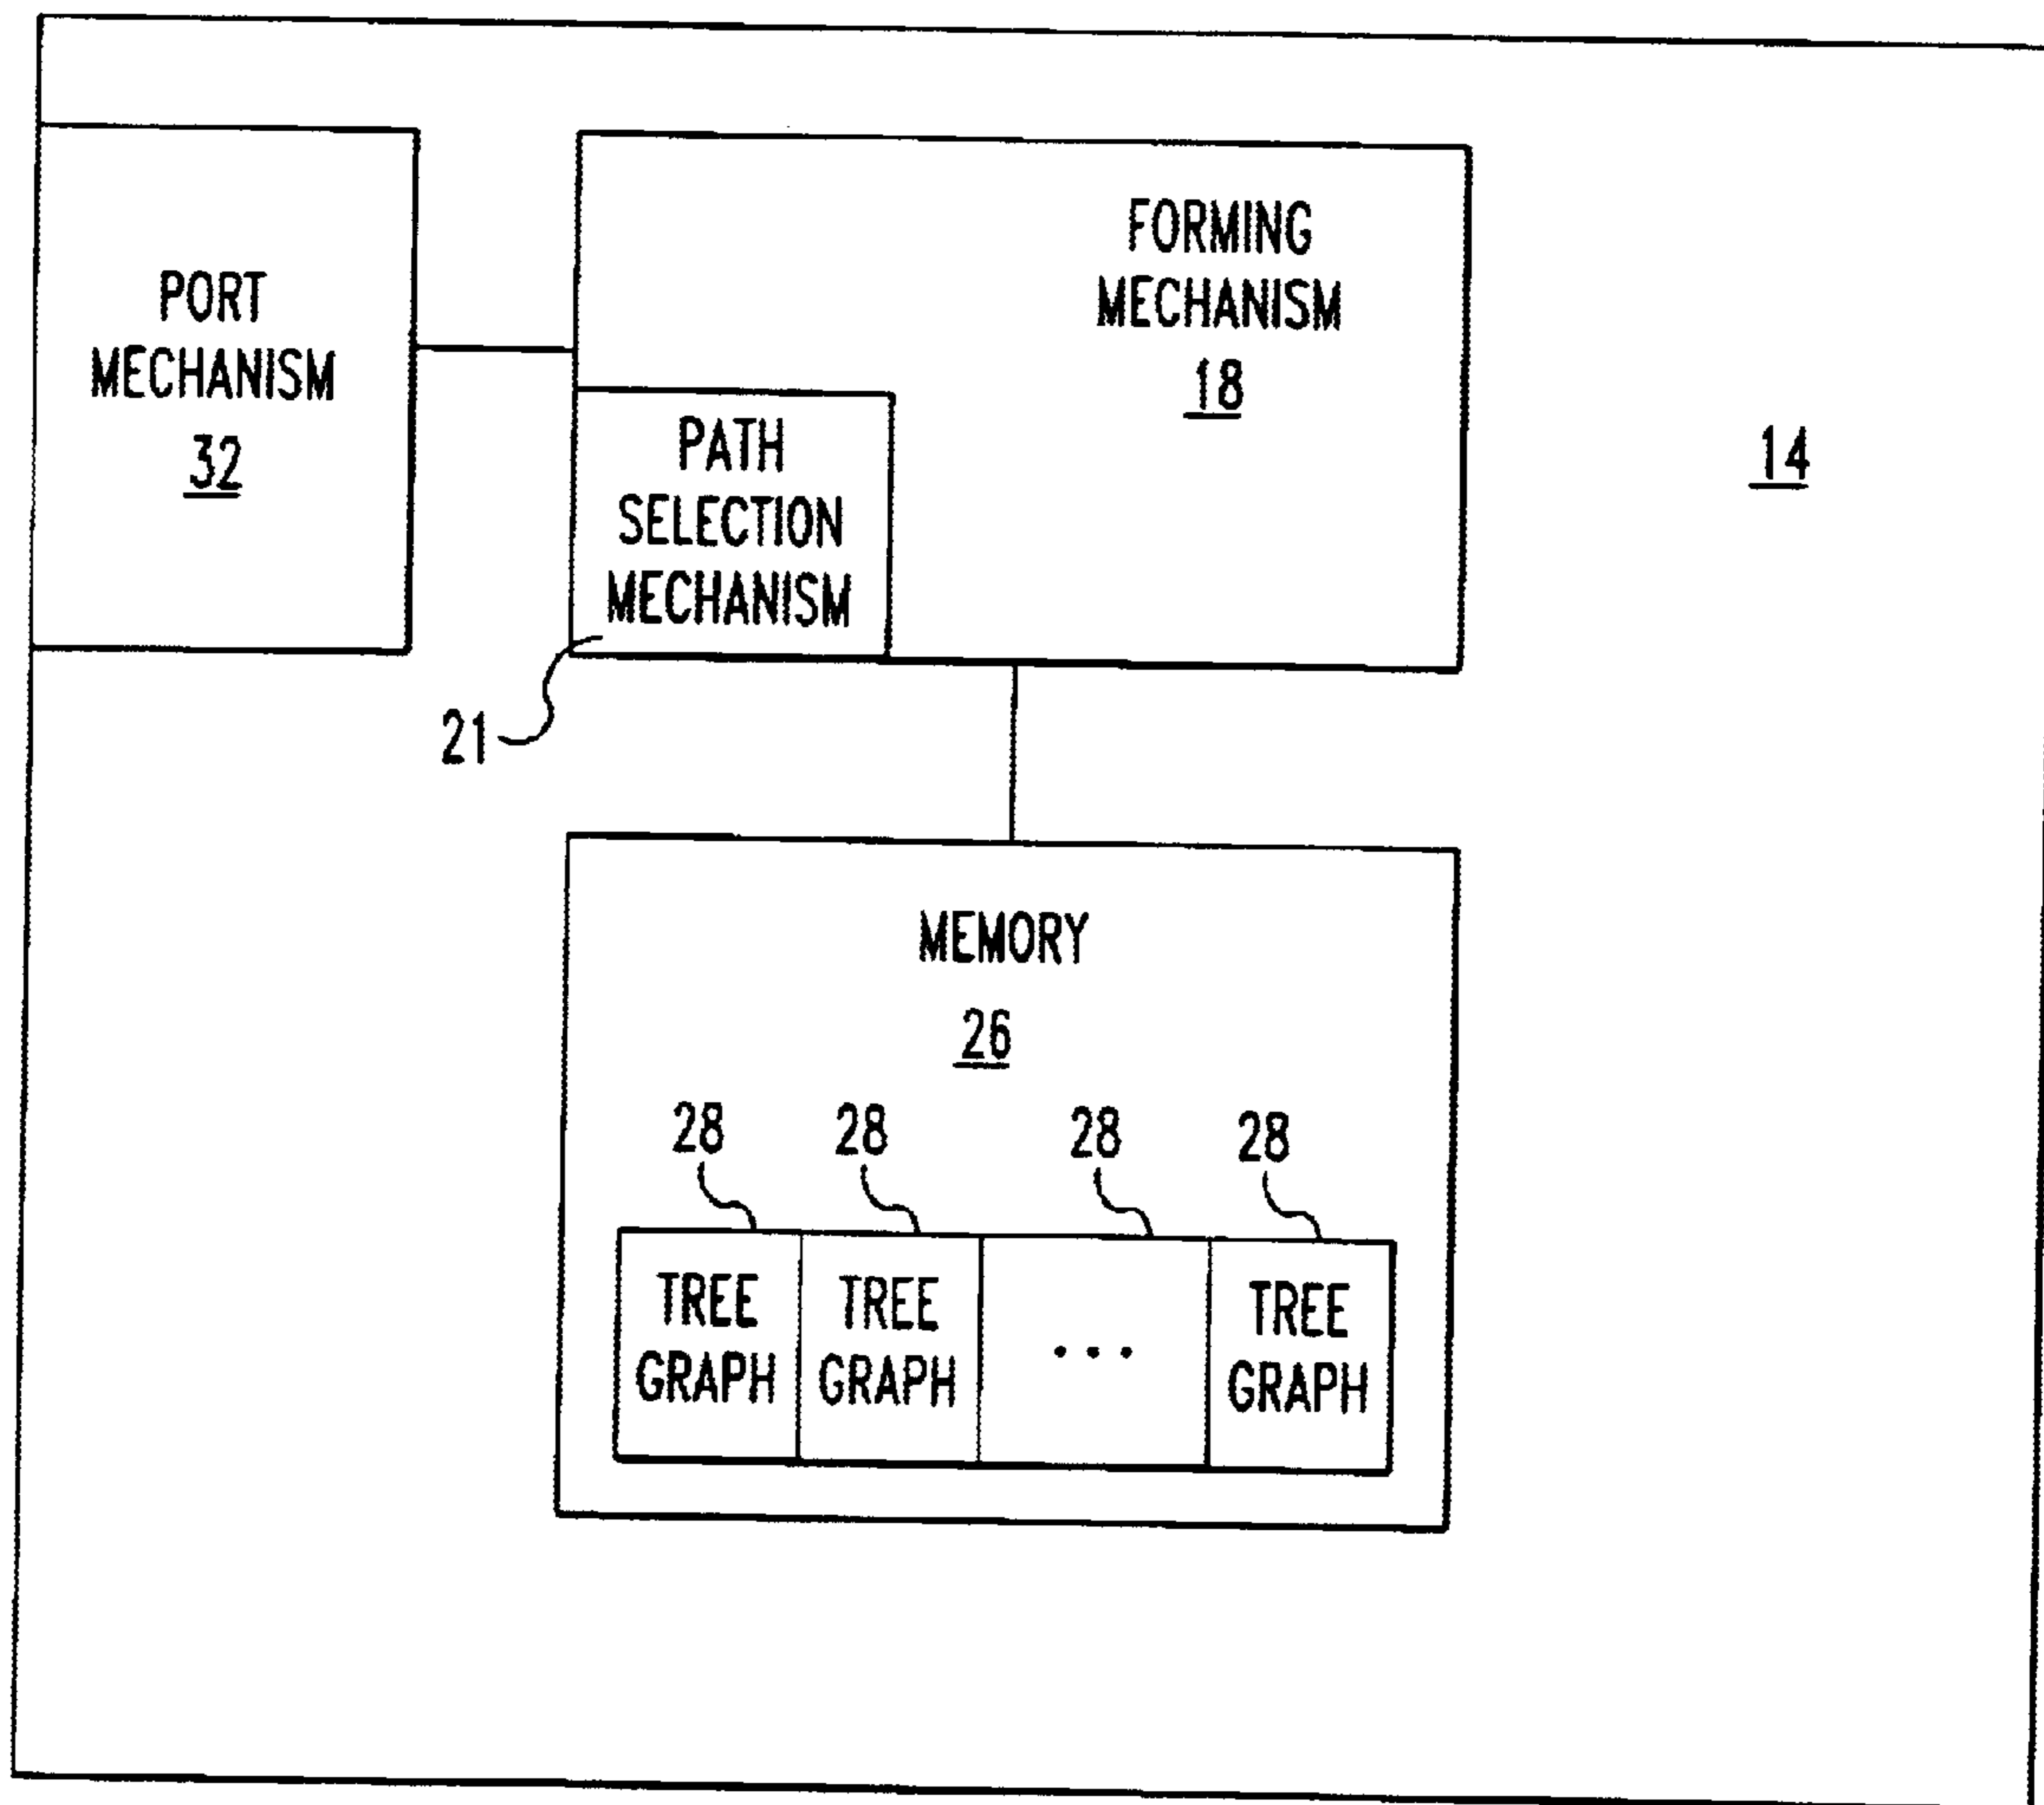 PORT
MECHANISM
32
FORMING
MECHANISM
18
PATH
SELECTION
MECHANISM
21
14
MEMORY
26
28 28 28 28
TREE GRAPH
TREE GRAPH
...
TREE GRAPH